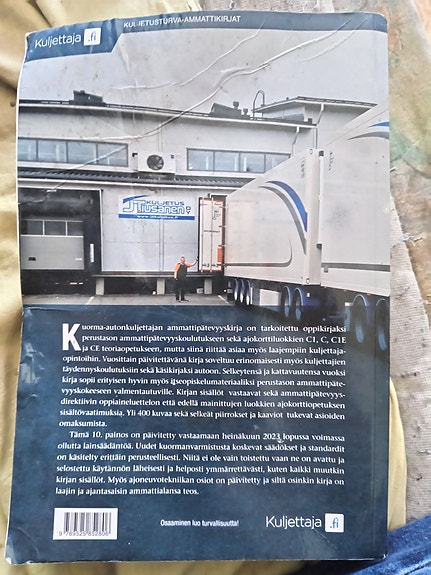 Kuljettaja.fi
KULJETUSTURVA-AMMATTIKIRJAT
KULJETUS
J Tiusanen OY
Kuorma-autonkuljettajan ammattipätevyyskirja on tarkoitettu oppikirjaksi
perustason ammattipätevyyskoulutukseen sekä ajokorttiluokkien C1, C, C1E
ja CE teoriaopetukseen, mutta siinä riittää asiaa myös laajempiin kuljettaja-
opintoihin. Vuosittain päivitettävänä kirja soveltuu erinomaisesti myös kuljettajien
täydennyskoulutuksiin sekä käsikirjaksi autoon. Selkeytensä ja kattavuutensa vuoksi
kirja sopii erityisen hyvin myös itseopiskelumateriaaliksi perustason ammattipäte-
vyyskokeeseen valmentautuville. Kirjan sisällöt vastaavat sekä ammattipätevyys-
direktiivin oppiaineluettelon että edellä mainittujen luokkien ajokorttiopetuksen
sisältövaatimuksia. Yli 400 kuvaa sekä selkeät piirrokset ja kaaviot tukevat asioiden
omaksumista.
Tämä 10. painos on päivitetty vastaamaan heinäkuun 2023 lopussa voimassa
ollutta lainsäädäntöä. Uudet kuormanvarmistusta koskevat säädökset ja standardit
on käsitelty erittäin perusteellisesti. Niitä ei ole vain toistettu vaan ne on avattu ja
selostettu käytännön läheisesti ja helposti ymmärrettävästi, kuten kaikki muutkin
kirjan sisällöt. Myös ajoneuvotekniikan osiot on päivitetty ja siltä osinkin kirja on
laajin ja ajantasaisin ammattialansa teos.
Osaaminen luo turvallisuutta!
Kuljettaja.fi
9 789525 852806